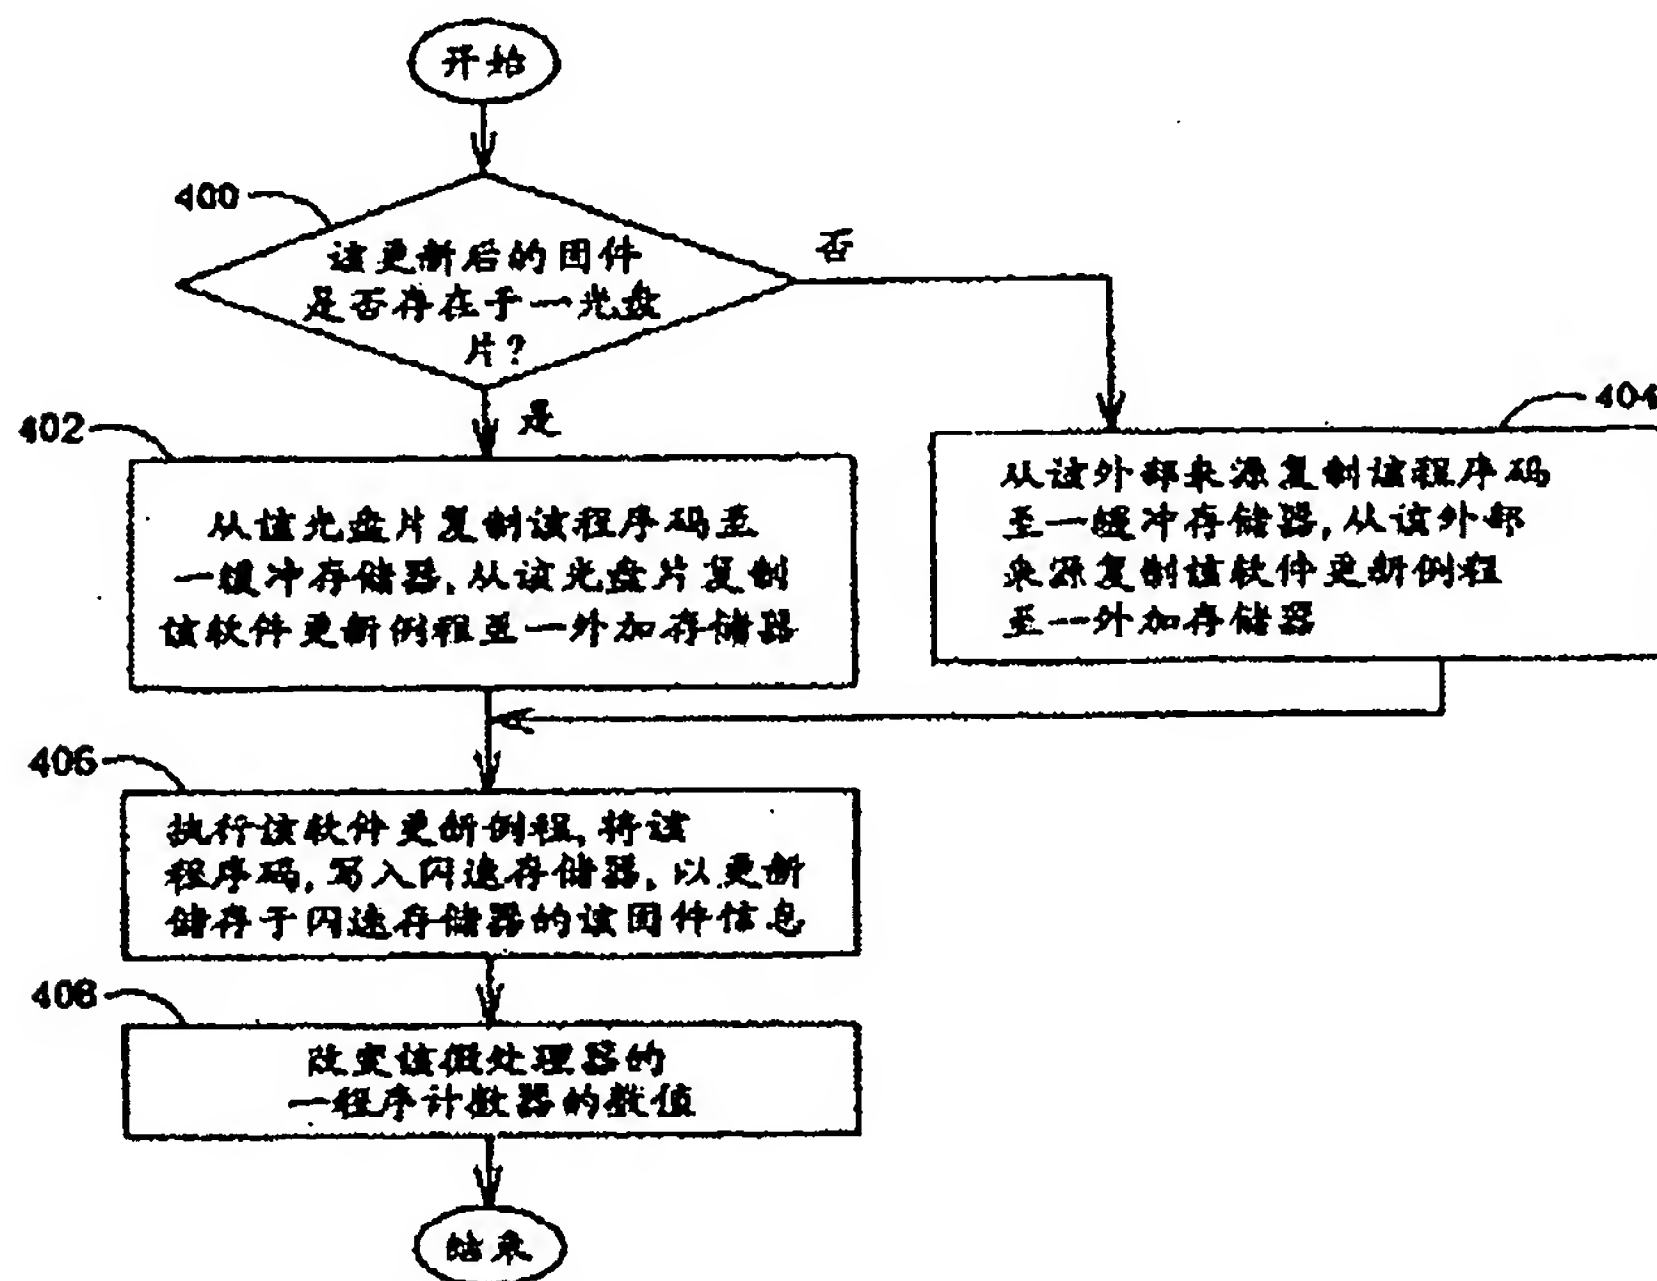 开始
400
该更新后的固件
是否存在于一光盘
片?
否
是
402
从该光盘片复制该程序码至
一缓冲存储器,从该光盘片复制
该软件更新例程至一外加存储器
404
从该外部来源复制该程序码
至一缓冲存储器,从该外部
来源复制该软件更新例程
至一外加存储器
406
执行该软件更新例程,将该
程序码,写入闪速存储器,以更新
储存于闪速存储器的该固件信息
408
改变该微处理器的
一程序计数器的数值
结束